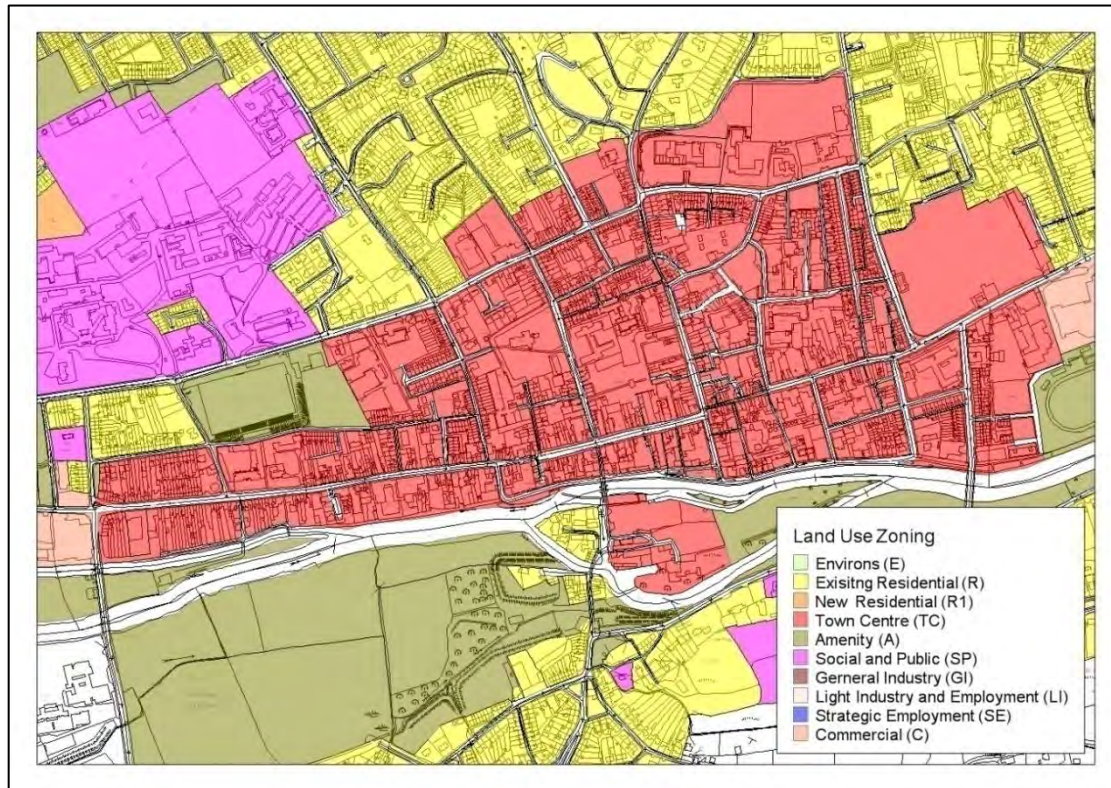 Land Use Zoning
Environs (E)
Exisitng Residential (R)
New Residential (R1)
Town Centre (TC)
Amenity (A)
Social and Public (SP)
Gerneral Industry (GI)
Light Industry and Employment (LI)
Strategic Employment (SE)
Commercial (C)